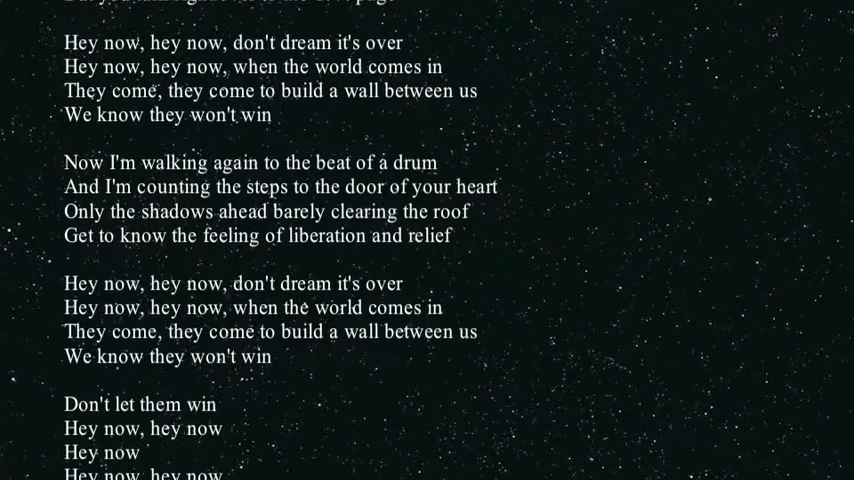 Hey now, hey now, don't dream it's over
Hey now, hey now, when the world comes in
They come, they come to build a wall between us
We know they won't win
Now I'm walking again to the beat of a drum
And I'm counting the steps to the door of your heart
Only the shadows ahead barely clearing the roof
Get to know the feeling of liberation and relief
Hey now, hey now, don't dream it's over
Hey now, hey now, when the world comes in
They come, they come to build a wall between us
We know they won't win
Don't let them win
Hey now, hey now
Hey now
Hey now, hey now